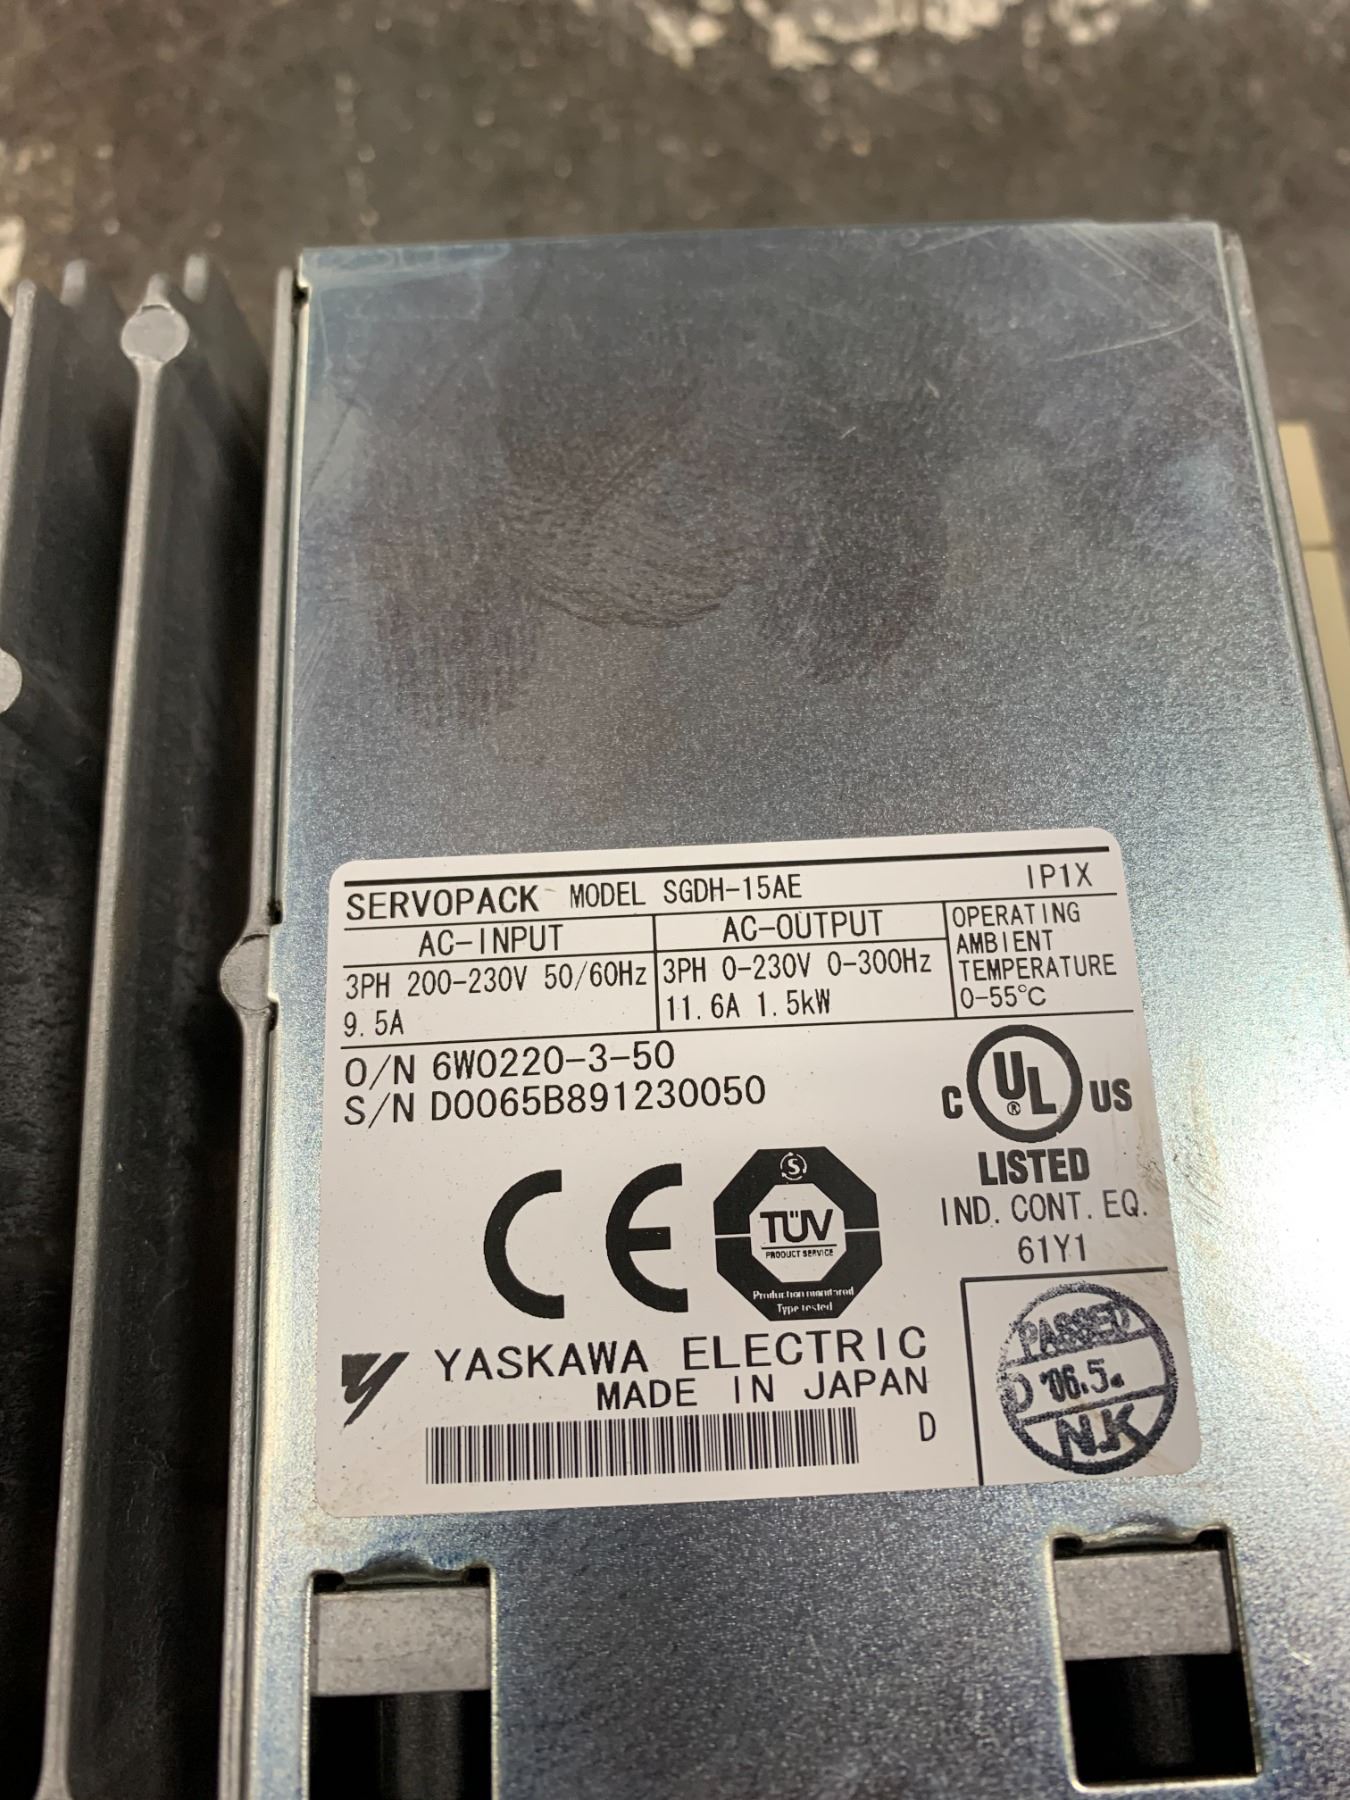 SERVOPACK MODEL SGDH-15AE IP1X
AC-INPUT
3PH 200-230V 50/60Hz
9.5A
AC-OUTPUT
3PH 0-230V 0-300Hz
11.6A 1.5kW
OPERATING
AMBIENT
TEMPERATURE
0-55°C
O/N 6W0220-3-50
S/N D0065B891230050
C UL ® US
LISTED
IND. CONT. EQ.
61Y1
CE
S
TÜV
PRODUCT SERVICE
Production monitored
Type tested
YASKAWA ELECTRIC
MADE IN JAPAN
D
PASSED
D '06.5.
N.K